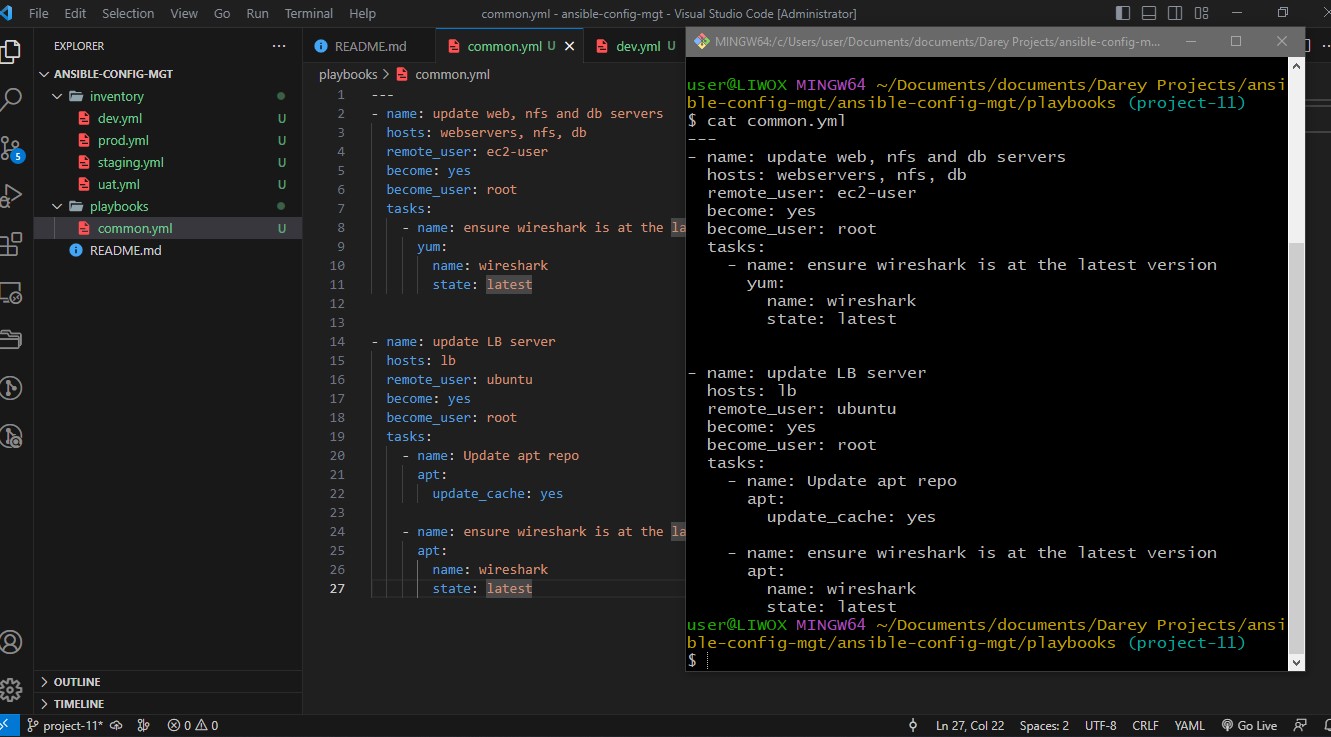 File Edit Selection View Go Run Terminal Help common.yml - ansible-config-mgt - Visual Studio Code [Administrator]
EXPLORER
ANSIBLE-CONFIG-MGT
inventory
dev.yml U
prod.yml U
staging.yml U
uat.yml U
playbooks
common.yml U
README.md
5
OUTLINE
TIMELINE
README.md common.yml U dev.yml U
playbooks > common.yml
1 ---
2 - name: update web, nfs and db servers
3 hosts: webservers, nfs, db
4 remote_user: ec2-user
5 become: yes
6 become_user: root
7 tasks:
8 - name: ensure wireshark is at the la
9 yum:
10 name: wireshark
11 state: latest
12
13
14 - name: update LB server
15 hosts: lb
16 remote_user: ubuntu
17 become: yes
18 become_user: root
19 tasks:
20 - name: Update apt repo
21 apt:
22 update_cache: yes
23
24 - name: ensure wireshark is at the la
25 apt:
26 name: wireshark
27 state: latest
MINGW64:/c/Users/user/Documents/documents/Darey Projects/ansible-config-m...
user@LIWOX MINGW64 ~/Documents/documents/Darey Projects/ansi
ble-config-mgt/ansible-config-mgt/playbooks (project-11)
$ cat common.yml
---
- name: update web, nfs and db servers
hosts: webservers, nfs, db
remote_user: ec2-user
become: yes
become_user: root
tasks:
- name: ensure wireshark is at the latest version
yum:
name: wireshark
state: latest
- name: update LB server
hosts: lb
remote_user: ubuntu
become: yes
become_user: root
tasks:
- name: Update apt repo
apt:
update_cache: yes
- name: ensure wireshark is at the latest version
apt:
name: wireshark
state: latest
user@LIWOX MINGW64 ~/Documents/documents/Darey Projects/ansi
ble-config-mgt/ansible-config-mgt/playbooks (project-11)
$
project-11* 0 0 Ln 27, Col 22 Spaces: 2 UTF-8 CRLF YAML Go Live